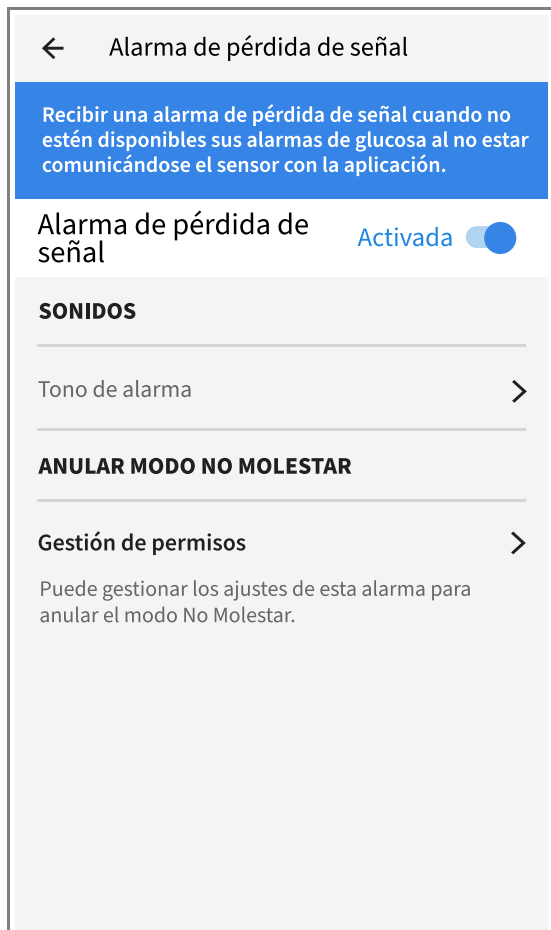 Alarma de pérdida de señal
Recibir una alarma de pérdida de señal cuando no
estén disponibles sus alarmas de glucosa al no estar
comunicándose el sensor con la aplicación.
Alarma de pérdida de
señal
Activada
SONIDOS
Tono de alarma
ANULAR MODO NO MOLESTAR
Gestión de permisos
Puede gestionar los ajustes de esta alarma para
anular el modo No Molestar.